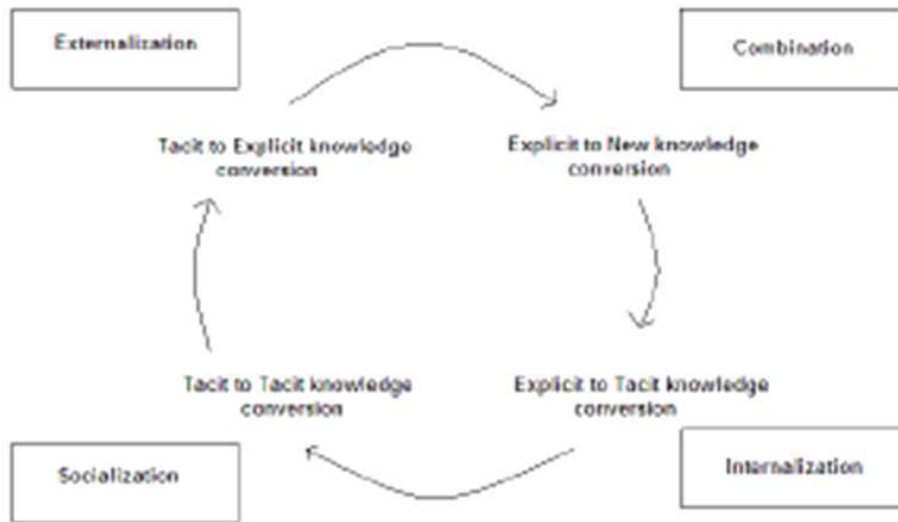 Externalization
Combination
Tacit to Explicit knowledge
conversion
Explicit to New knowledge
conversion
Tacit to Tacit knowledge
conversion
Explicit to Tacit knowledge
conversion
Socialization
Internalization